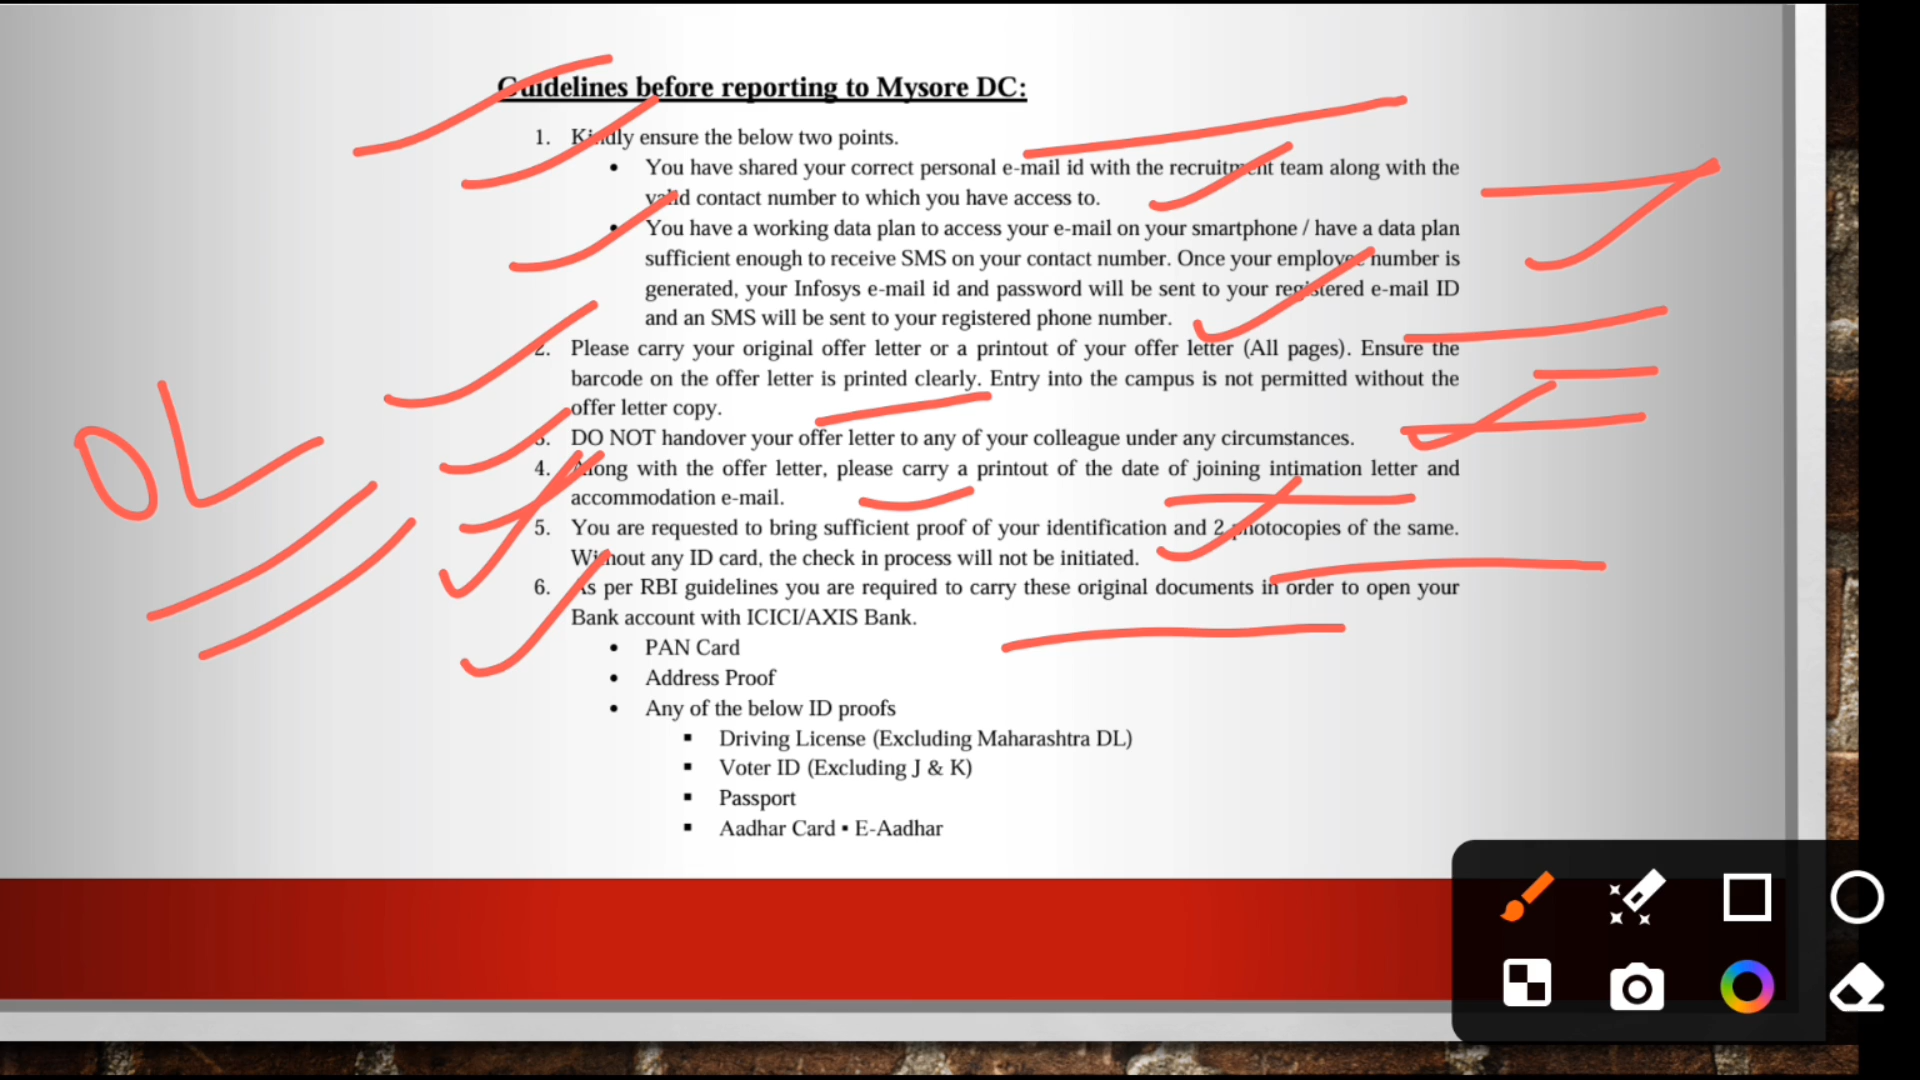 Guidelines before reporting to Mysore DC:
1. Kindly ensure the below two points.
• You have shared your correct personal e-mail id with the recruitment team along with the
valid contact number to which you have access to.
• You have a working data plan to access your e-mail on your smartphone / have a data plan
sufficient enough to receive SMS on your contact number. Once your employee number is
generated, your Infosys e-mail id and password will be sent to your registered e-mail ID
and an SMS will be sent to your registered phone number.
2. Please carry your original offer letter or a printout of your offer letter (All pages). Ensure the
barcode on the offer letter is printed clearly. Entry into the campus is not permitted without the
offer letter copy.
OL
3. DO NOT handover your offer letter to any of your colleague under any circumstances.
4. Along with the offer letter, please carry a printout of the date of joining intimation letter and
accommodation e-mail.
5. You are requested to bring sufficient proof of your identification and 2 photocopies of the same.
Without any ID card, the check in process will not be initiated.
6. As per RBI guidelines you are required to carry these original documents in order to open your
Bank account with ICICI/AXIS Bank.
• PAN Card
• Address Proof
• Any of the below ID proofs
▪ Driving License (Excluding Maharashtra DL)
▪ Voter ID (Excluding J & K)
▪ Passport
▪ Aadhar Card ▪ E-Aadhar